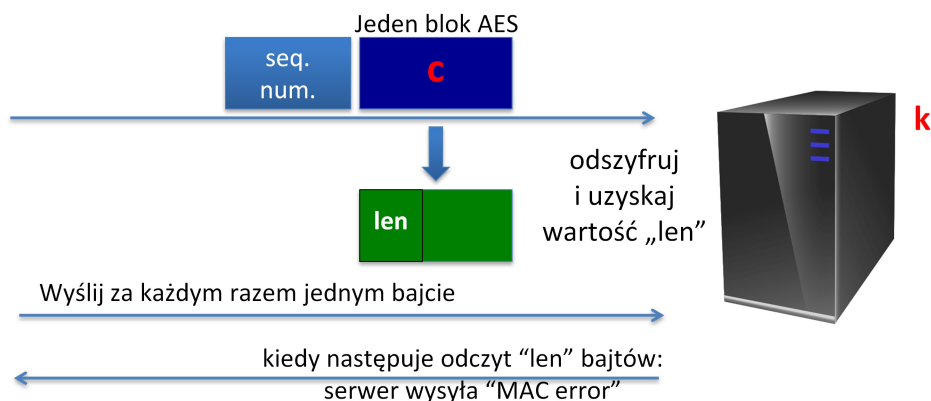 Jeden blok AES
seq.
num.
c
k
odszyfruj
i uzyskaj
wartość „len”
len
Wyślij za każdym razem jednym bajcie
kiedy następuje odczyt “len” bajtów:
serwer wysyła “MAC error”